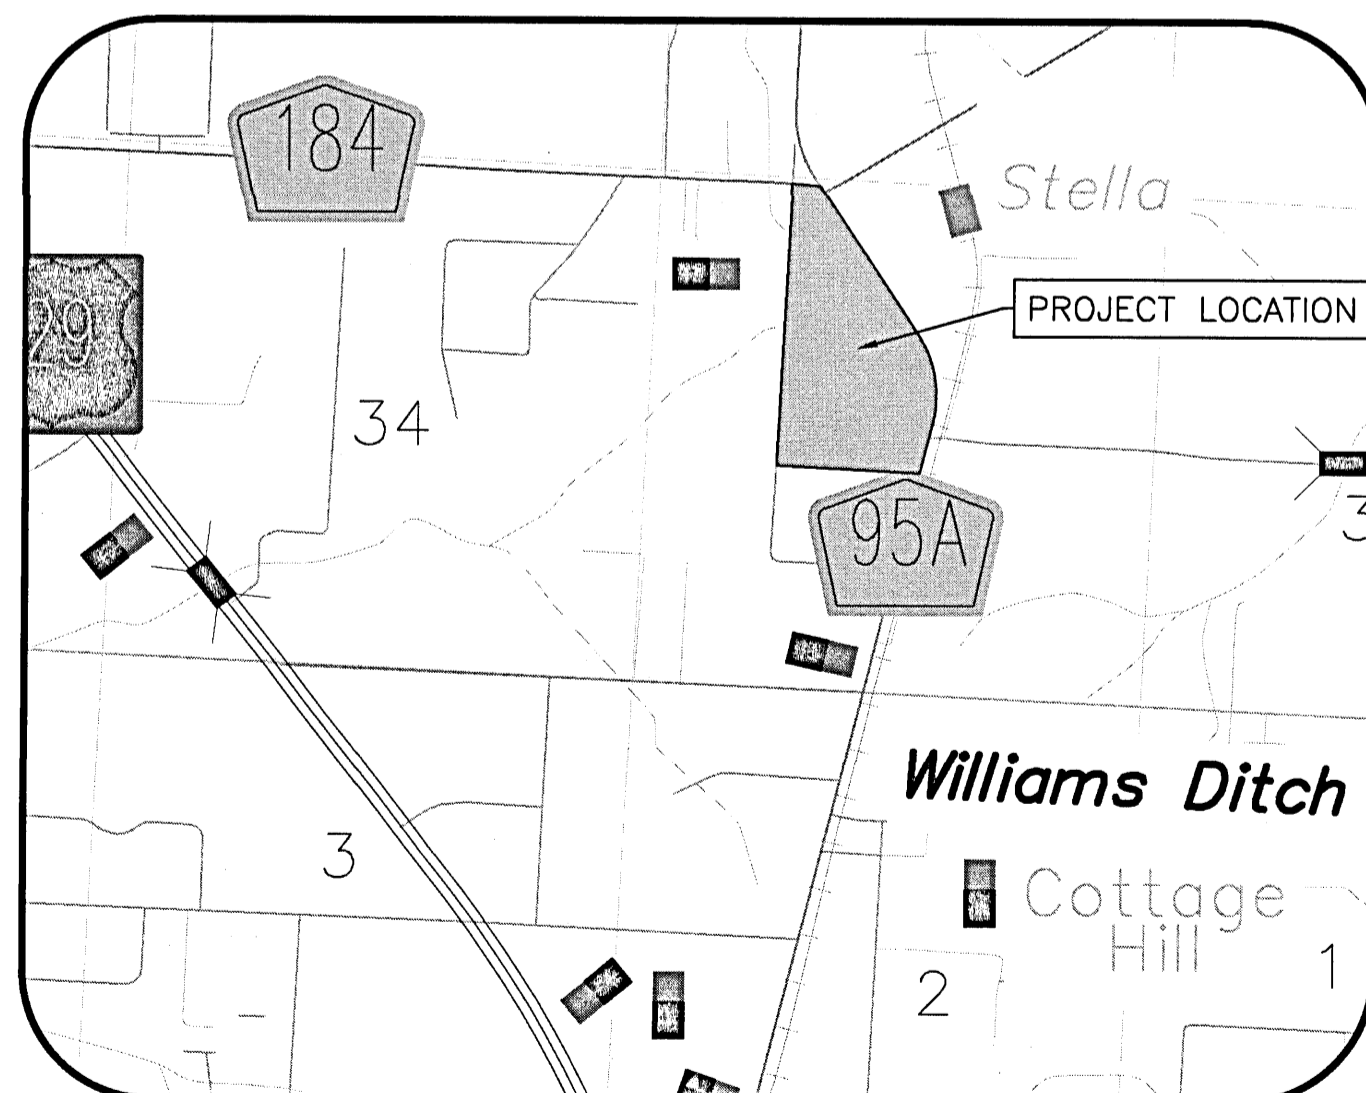 184
Stella
29
PROJECT LOCATION
34
95A
Williams Ditch
3
Cottage
Hill
2
1